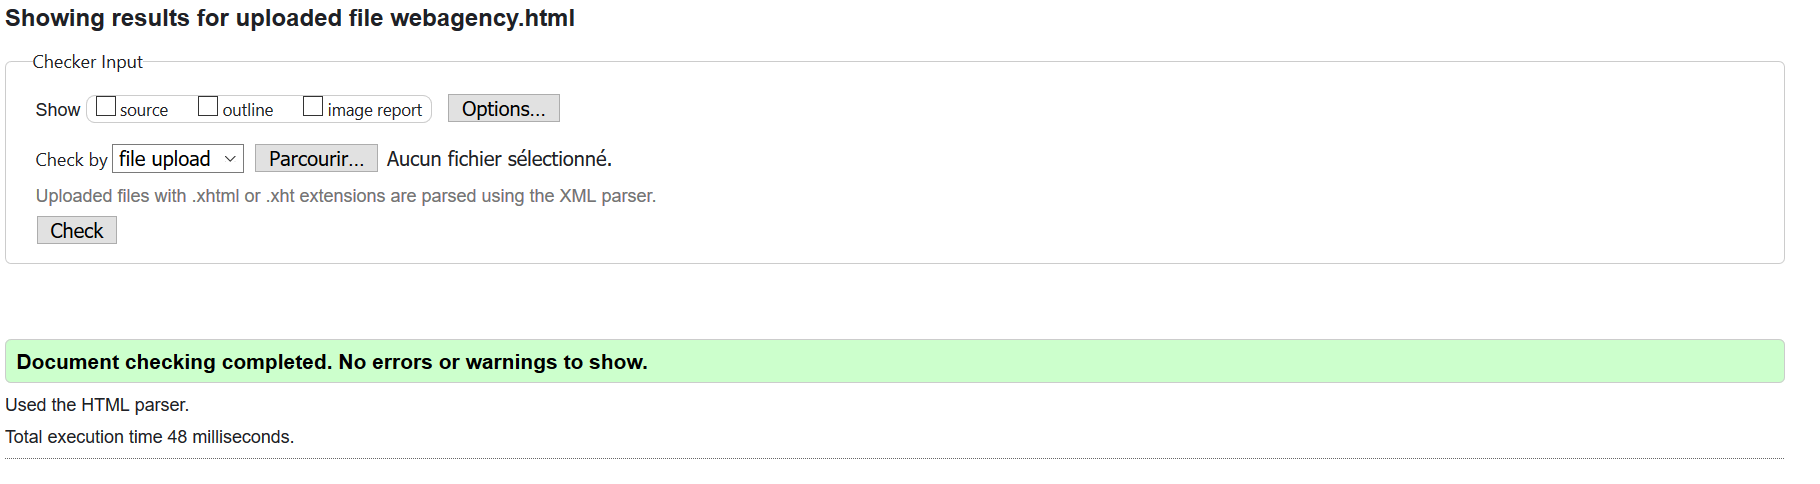 Showing results for uploaded file webagency.html
Checker Input
Show source outline image report Options...
Check by file upload Parcourir... Aucun fichier sélectionné.
Uploaded files with .xhtml or .xht extensions are parsed using the XML parser.
Check
Document checking completed. No errors or warnings to show.
Used the HTML parser.
Total execution time 48 milliseconds.